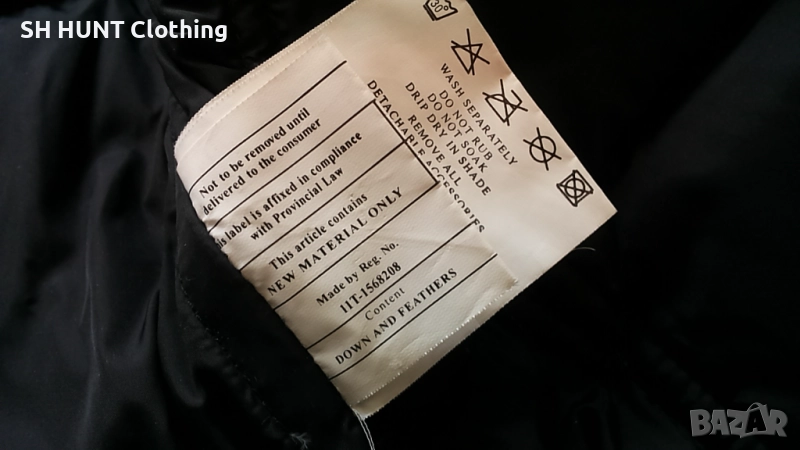 SH HUNT Clothing
30°
WASH SEPARATELY
DO NOT RUB
DO NOT SOAK
DRIP DRY IN SHADE
REMOVE ALL
DETACHABLE ACCESSORIES
Not to be removed until
delivered to the consumer
label is affixed in compliance
with Provincial Law
This article contains
NEW MATERIAL ONLY
Made by Reg. No.
11T-1568208
Content
DOWN AND FEATHERS
BAZAR